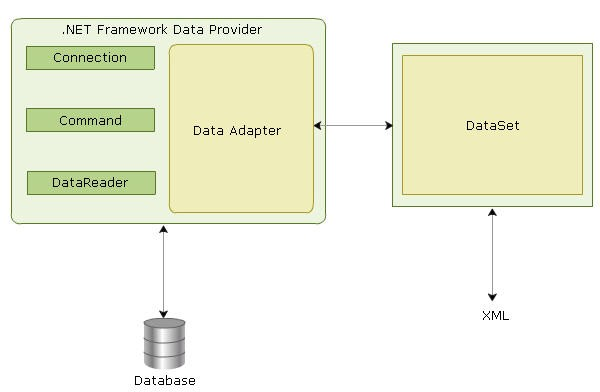 .NET Framework Data Provider
Connection
Command
Data Adapter
DataReader
DataSet
XML
Database